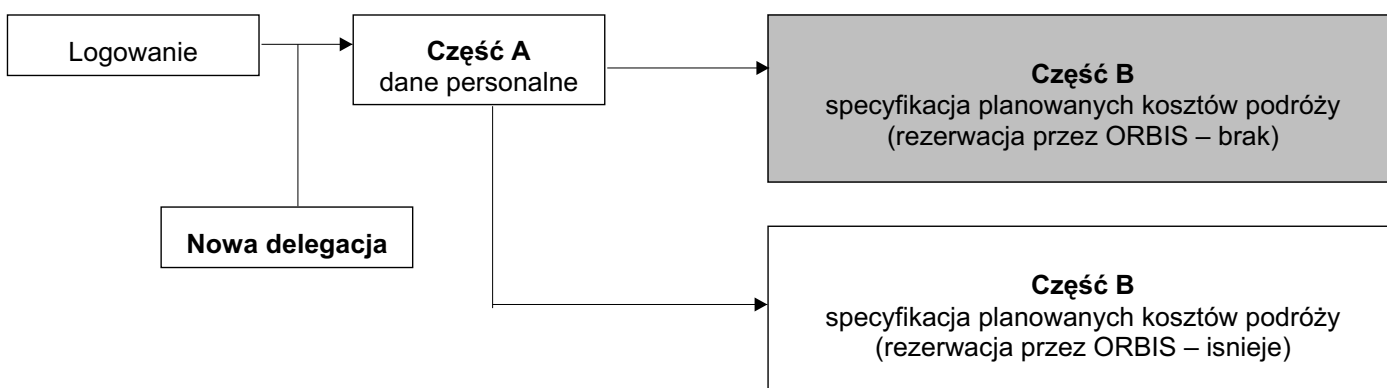 Logowanie
Część A
dane personalne
Część B
specyfikacja planowanych kosztów podróży
(rezerwacja przez ORBIS – brak)
Nowa delegacja
Część B
specyfikacja planowanych kosztów podróży
(rezerwacja przez ORBIS – isnieje)